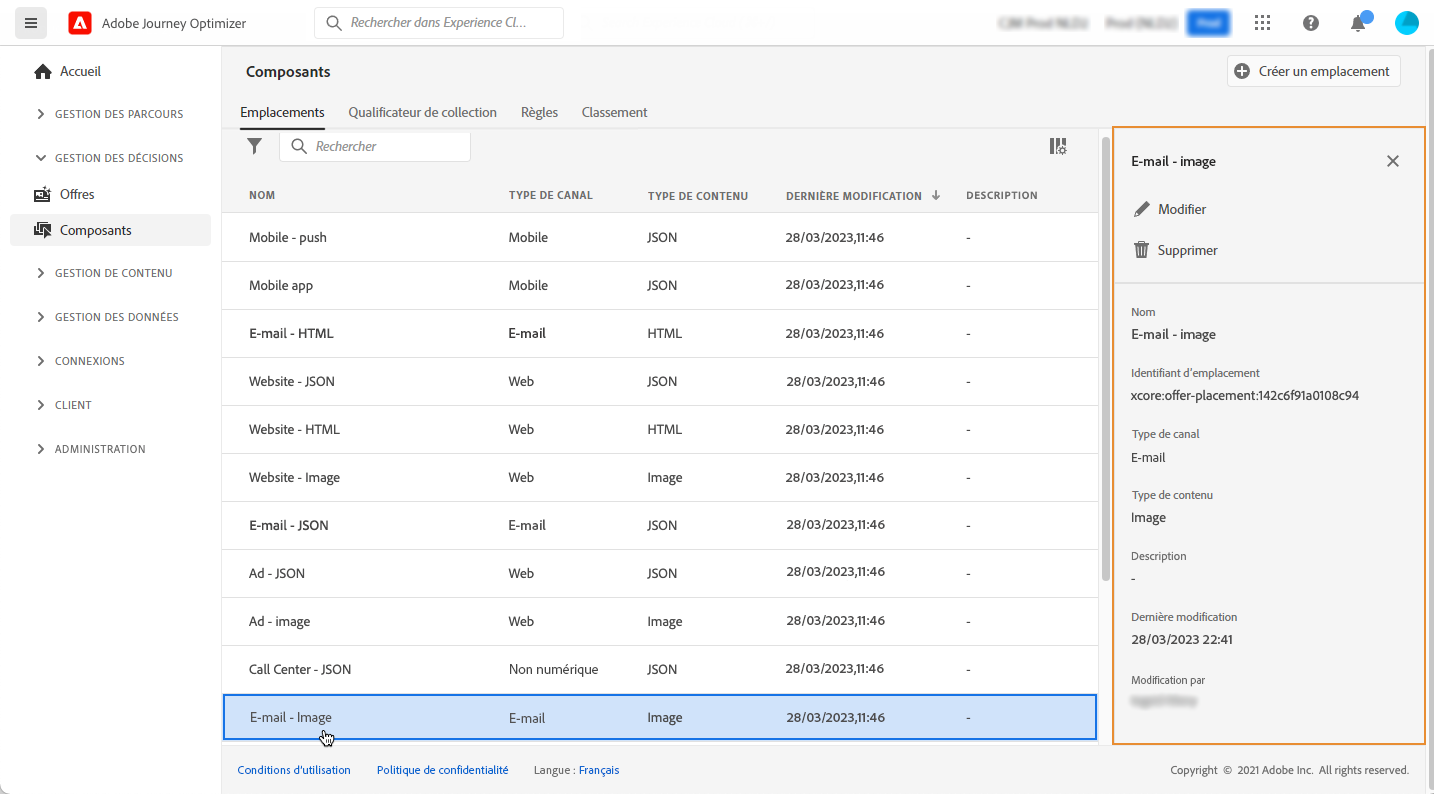 Adobe Journey Optimizer
Rechercher dans Experience Cl...
Accueil
GESTION DES PARCOURS
GESTION DES DÉCISIONS
Offres
Composants
GESTION DE CONTENU
GESTION DES DONNÉES
CONNEXIONS
CLIENT
ADMINISTRATION
Composants
Créer un emplacement
Emplacements Qualificateur de collection Règles Classement
Rechercher
NOM TYPE DE CANAL TYPE DE CONTENU DERNIÈRE MODIFICATION DESCRIPTION
Mobile - push Mobile JSON 28/03/2023,11:46 -
Mobile app Mobile JSON 28/03/2023,11:46 -
E-mail - HTML E-mail HTML 28/03/2023,11:46 -
Website - JSON Web JSON 28/03/2023,11:46 -
Website - HTML Web HTML 28/03/2023,11:46 -
Website - Image Web Image 28/03/2023,11:46 -
E-mail - JSON E-mail JSON 28/03/2023,11:46 -
Ad - JSON Web JSON 28/03/2023,11:46 -
Ad - image Web Image 28/03/2023,11:46 -
Call Center - JSON Non numérique JSON 28/03/2023,11:46 -
E-mail - Image E-mail Image 28/03/2023,11:46 -
E-mail - image
Modifier
Supprimer
Nom
E-mail - image
Identifiant d'emplacement
xcore:offer-placement:142c6f91a0108c94
Type de canal
E-mail
Type de contenu
Image
Description
-
Dernière modification
28/03/2023 22:41
Modification par
Conditions d'utilisation Politique de confidentialité Langue : Français
Copyright © 2021 Adobe Inc. All rights reserved.